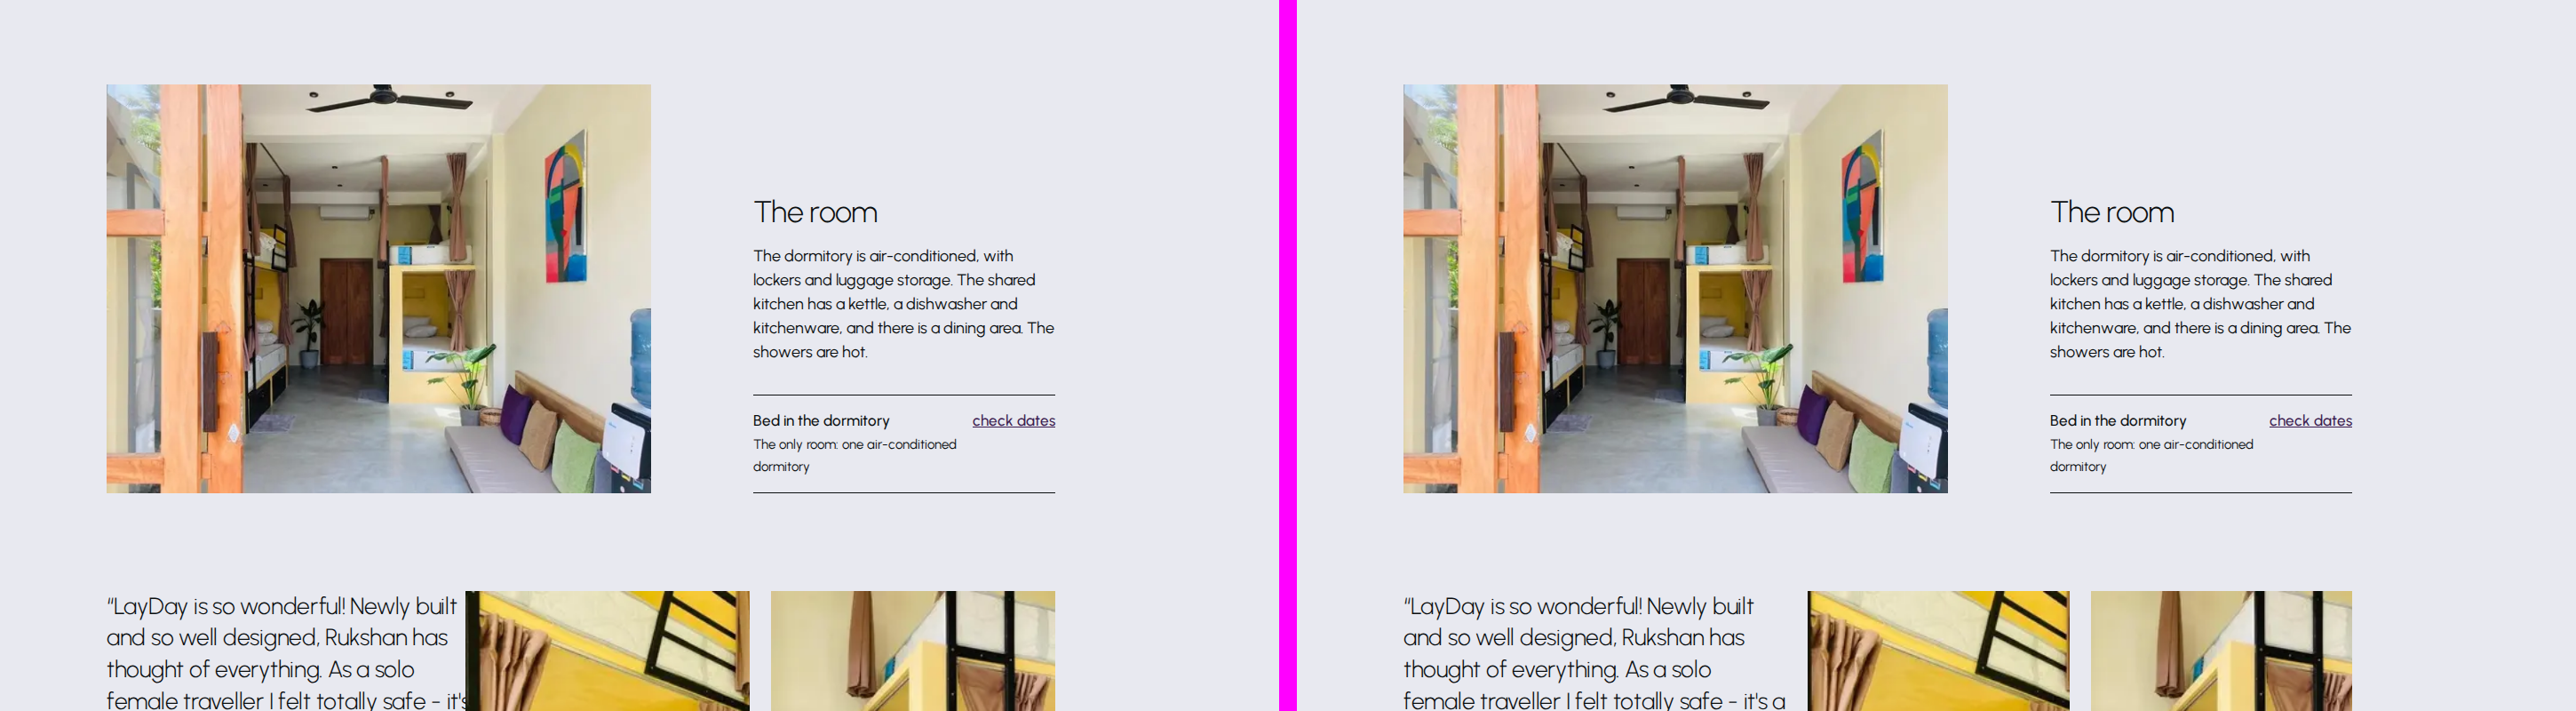 The room
The dormitory is air-conditioned, with
lockers and luggage storage. The shared
kitchen has a kettle, a dishwasher and
kitchenware, and there is a dining area. The
showers are hot.
Bed in the dormitory check dates
The only room: one air-conditioned
dormitory
“LayDay is so wonderful! Newly built
and so well designed, Rukshan has
thought of everything. As a solo
female traveller I felt totally safe - it's
The room
The dormitory is air-conditioned, with
lockers and luggage storage. The shared
kitchen has a kettle, a dishwasher and
kitchenware, and there is a dining area. The
showers are hot.
Bed in the dormitory check dates
The only room: one air-conditioned
dormitory
“LayDay is so wonderful! Newly built
and so well designed, Rukshan has
thought of everything. As a solo
female traveller I felt totally safe - it's a